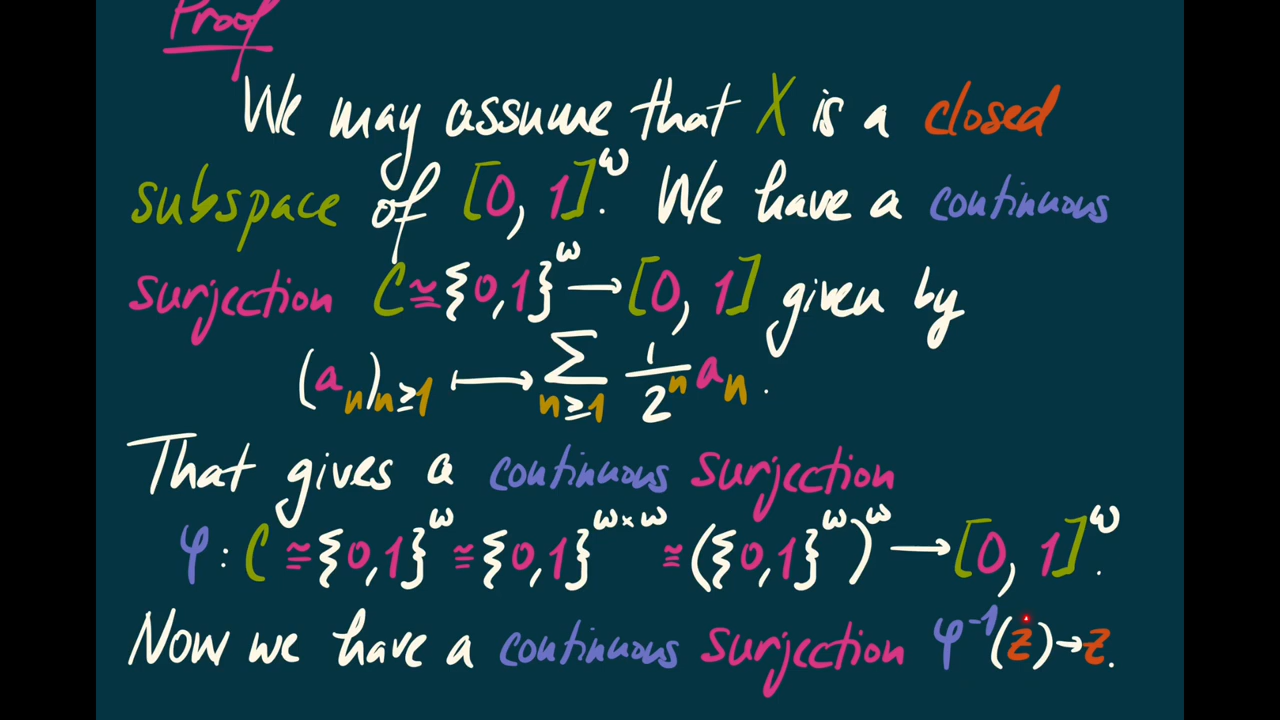 Proof
We may assume that X is a closed
subspace of [0, 1]^ω. We have a continuous
surjection C ≅ {0,1}^ω → [0, 1] given by
(a_n)_{n≥1} ↦ ∑_{n≥1} 1/2^n a_n.
That gives a continuous surjection
φ: C ≅ {0,1}^ω ≅ {0,1}^{ω×ω} ≅ ({0,1}^ω)^ω → [0, 1]^ω.
Now we have a continuous surjection φ^{-1}(z) → z.